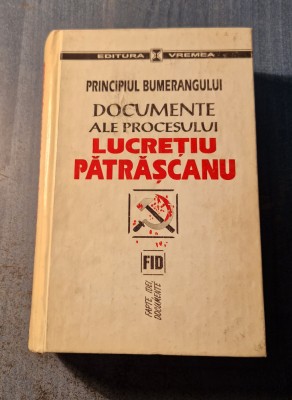 EDITURA VREMEA
PRINCIPIUL BUMERANGULUI
DOCUMENTE
ALE PROCESULUI
LUCREȚIU
PĂTRĂȘCANU
FID
FAPTE, IDEI,
DOCUMENTE